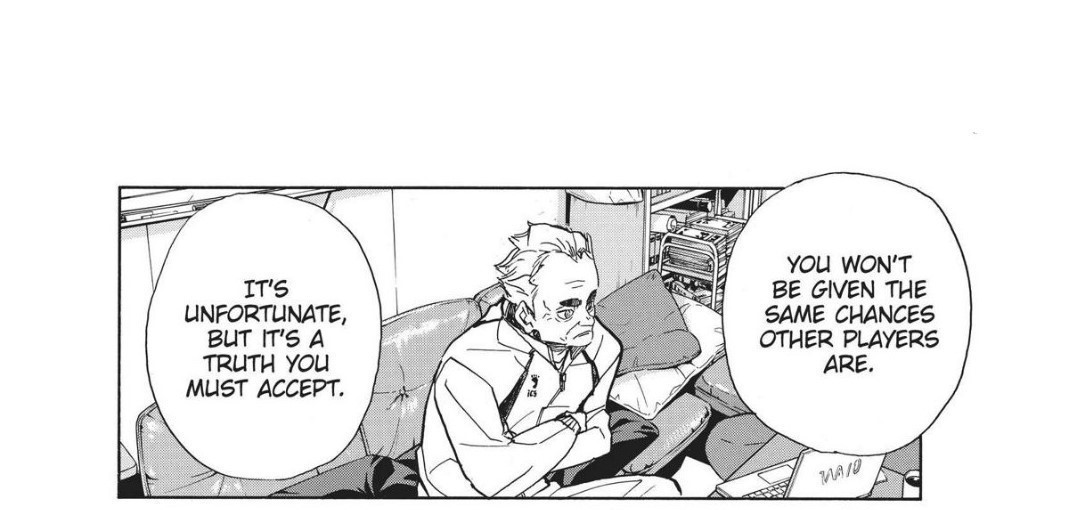 YOU WON'T
BE GIVEN THE
SAME CHANCES
OTHER PLAYERS
ARE.
IT'S
UNFORTUNATE,
BUT IT'S A
TRUTH YOU
MUST ACCEPT.